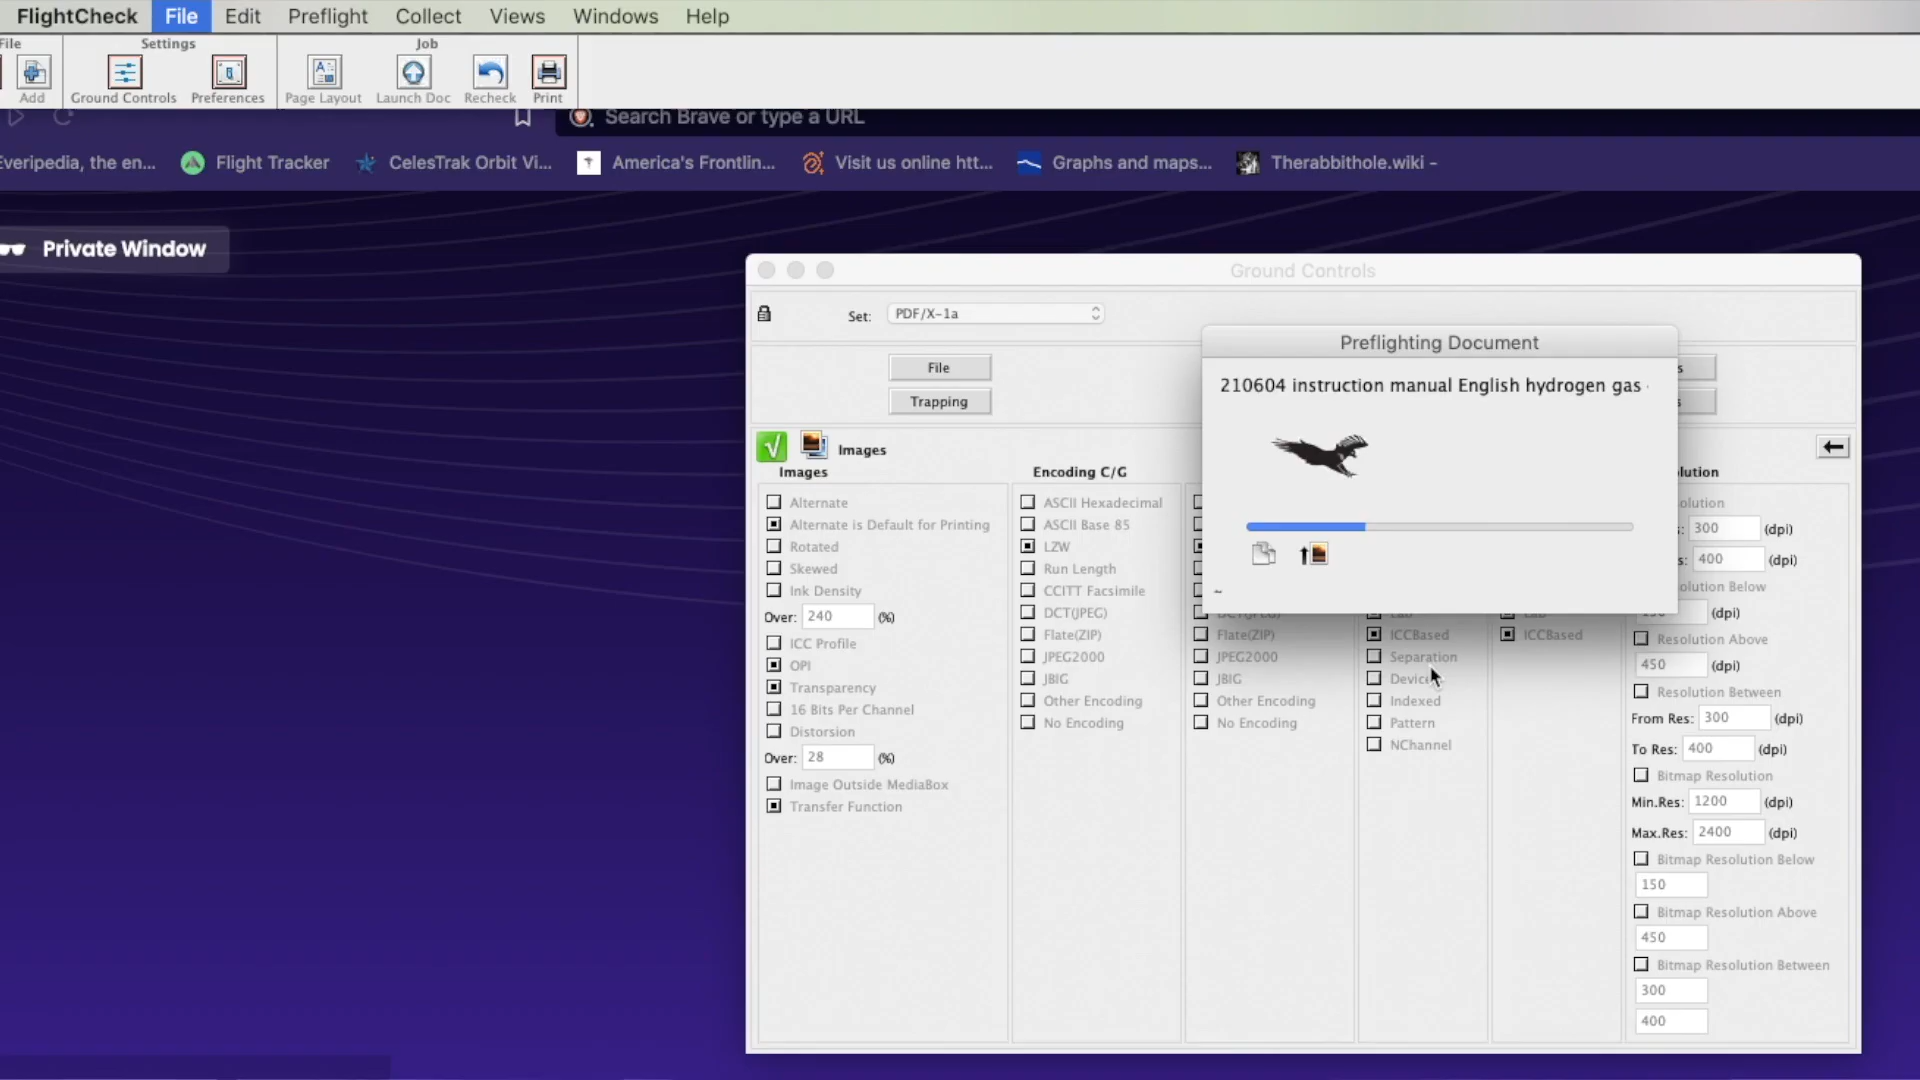 FlightCheck File Edit Preflight Collect Views Windows Help
File Settings Job
Add Ground Controls Preferences Page Layout Launch Doc Recheck Print
Search Brave or type a URL
Everipedia, the en... Flight Tracker CelesTrak Orbit Vi... America's Frontlin... Visit us online htt... Graphs and maps... Therabbithole.wiki -
Private Window
Ground Controls
Set: PDF/X-1a
Preflighting Document
210604 instruction manual English hydrogen gas
File
Trapping
Images
Images
Alternate
Alternate is Default for Printing
Rotated
Skewed
Ink Density
Over: 240 (%)
ICC Profile
OPI
Transparency
16 Bits Per Channel
Distorsion
Over: 28 (%)
Image Outside MediaBox
Transfer Function
Encoding C/G
ASCII Hexadecimal
ASCII Base 85
LZW
Run Length
CCITT Facsimile
DCT(JPEG)
Flate(ZIP)
JPEG2000
JBIG
Other Encoding
No Encoding
DCT(JPEG)
Flate(ZIP)
JPEG2000
JBIG
Other Encoding
No Encoding
Lab
ICCBased
Separation
Device
Indexed
Pattern
NChannel
Lab
ICCBased
300 (dpi)
400 (dpi)
(dpi)
Resolution Above
450 (dpi)
Resolution Between
From Res: 300 (dpi)
To Res: 400 (dpi)
Bitmap Resolution
Min.Res: 1200 (dpi)
Max.Res: 2400 (dpi)
Bitmap Resolution Below
150
Bitmap Resolution Above
450
Bitmap Resolution Between
300
400